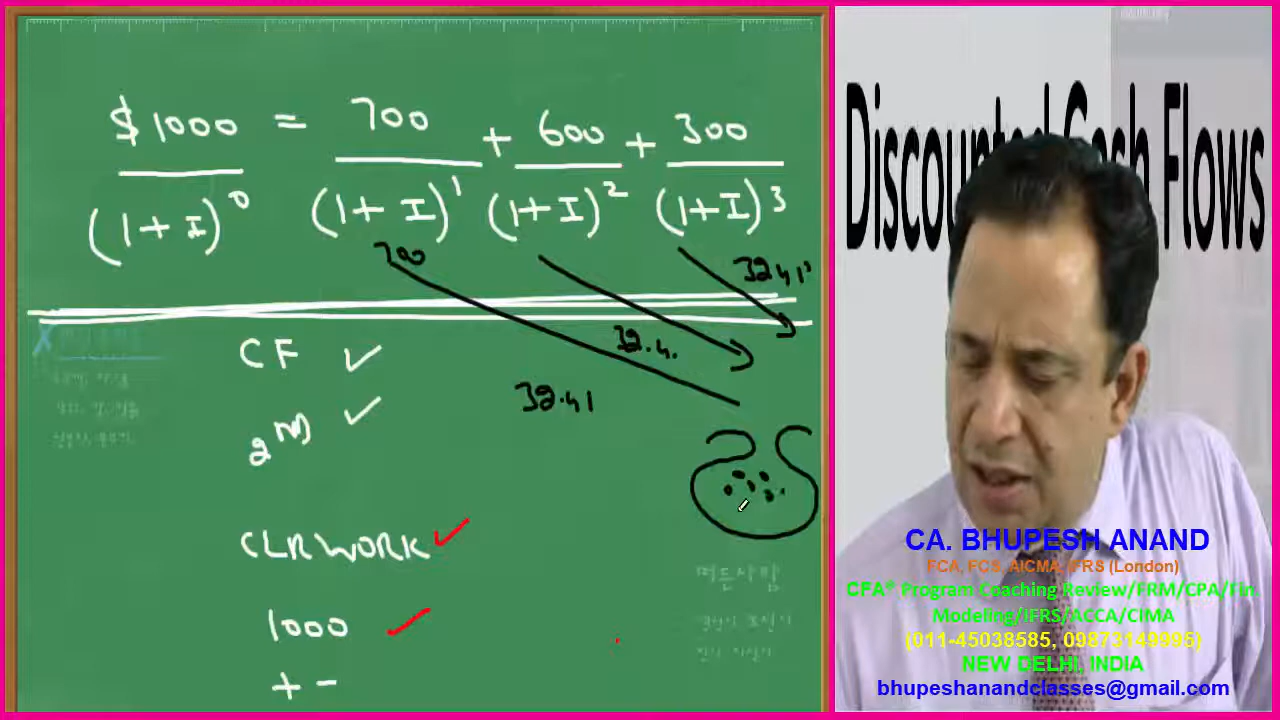 $1000 = 700 + 600 + 300
(1+I)^0 (1+I)^1 (1+I)^2 (1+I)^3
700
32.41
32.4.
32.41
CF ✓
2ND ✓
CLR WORK ✓
1000 ✓
+ -
Discounted Cash Flows
CA. BHUPESH ANAND
FCA, FCS, AICMA, IFRS (London)
CFA® Program Coaching Review/FRM/CPA/Fin.
Modeling/IFRS/ACCA/CIMA
(011-45038585, 09873149995)
NEW DELHI, INDIA
bhupeshanandclasses@gmail.com